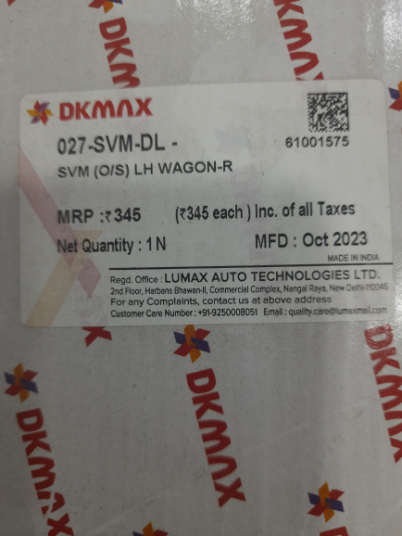 DKMAX
DKMAX
DKMAX
027-SVM-DL -
61001575
SVM (O/S) LH WAGON-R
MRP :₹345 (₹345 each ) Inc. of all Taxes
Net Quantity : 1 N MFD : Oct 2023
MADE IN INDIA
Regd. Office : LUMAX AUTO TECHNOLOGIES LTD.
2nd Floor, Harbans Bhawan-II, Commercial Complex, Nangal Raya, New Delhi-110046
For any Complaints, contact us at above address
Customer Care Number : +91-9250008051 Email : quality.care@lumaxmail.com
DKMAX
DKMAX
DKMAX